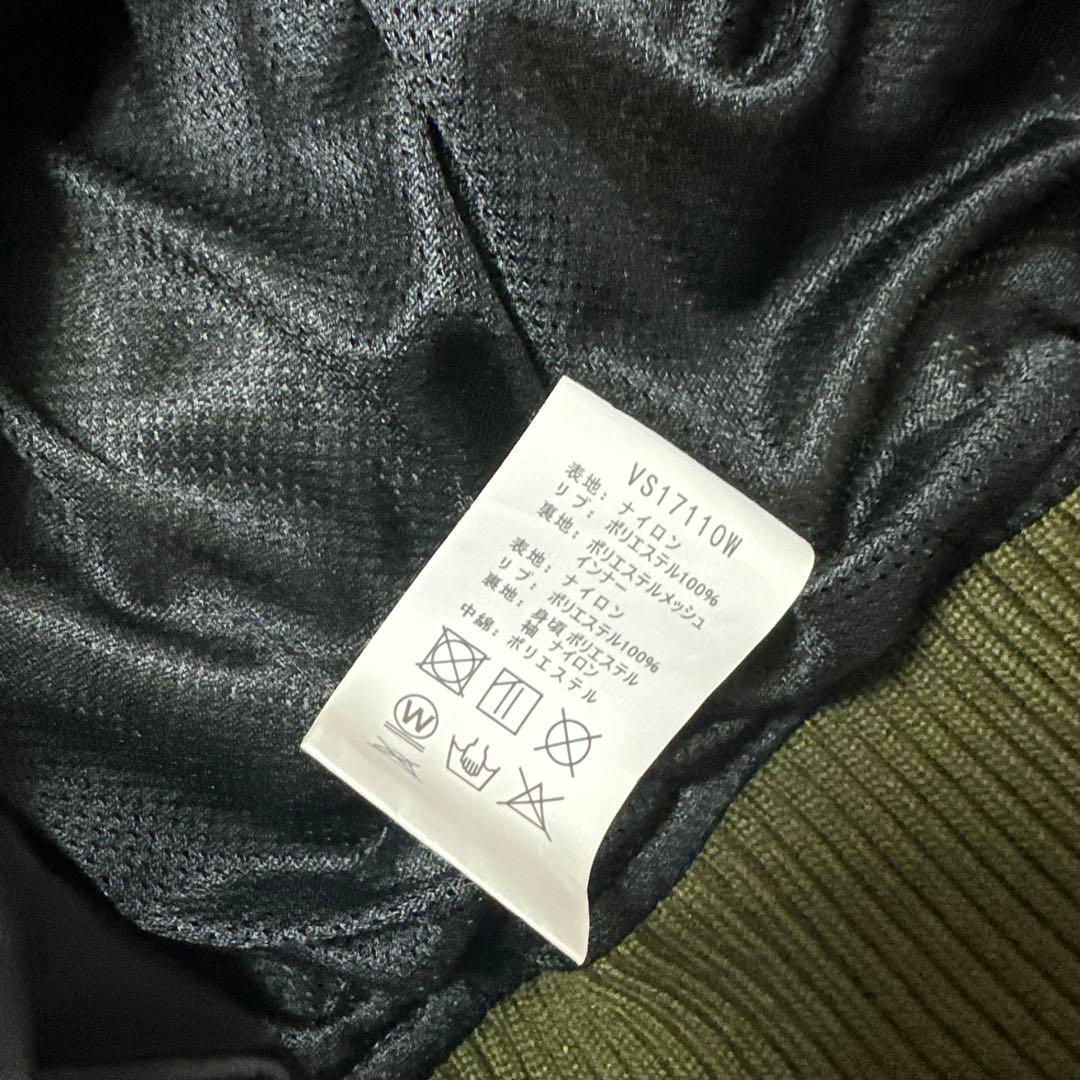 VS17110W
表地: ナイロン
リブ: ポリエステル100%
裏地: ポリエステルメッシュ
インナー
表地: ナイロン
リブ: ポリエステル100%
裏地: 身頃 ポリエステル
袖 ナイロン
中綿: ポリエステル
W